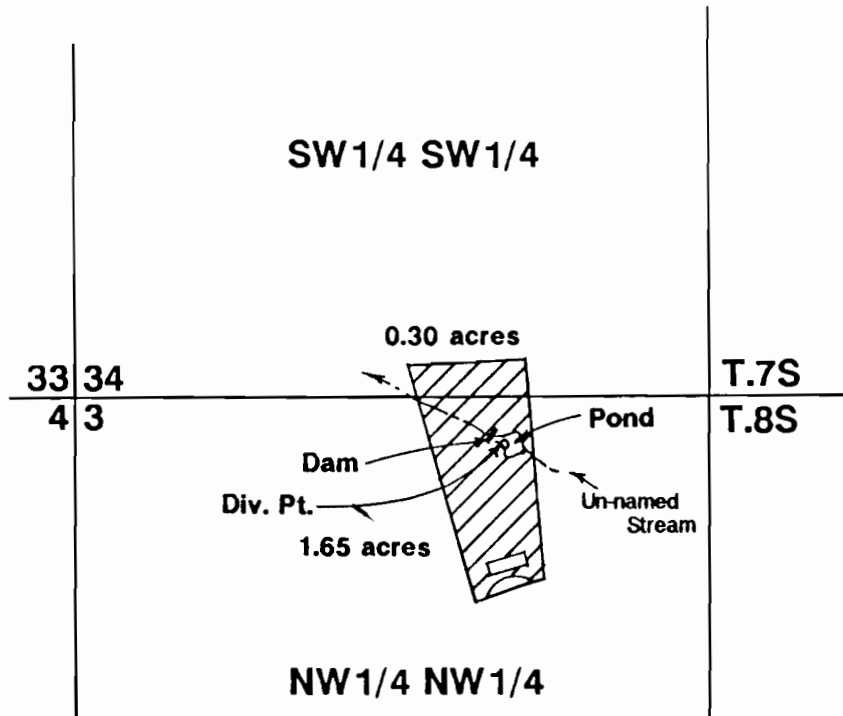 SW1/4 SW1/4
0.30 acres
33 34
T.7S
4 3
T.8S
Pond
Dam
Div. Pt.
Un-named
Stream
1.65 acres
NW1/4 NW1/4